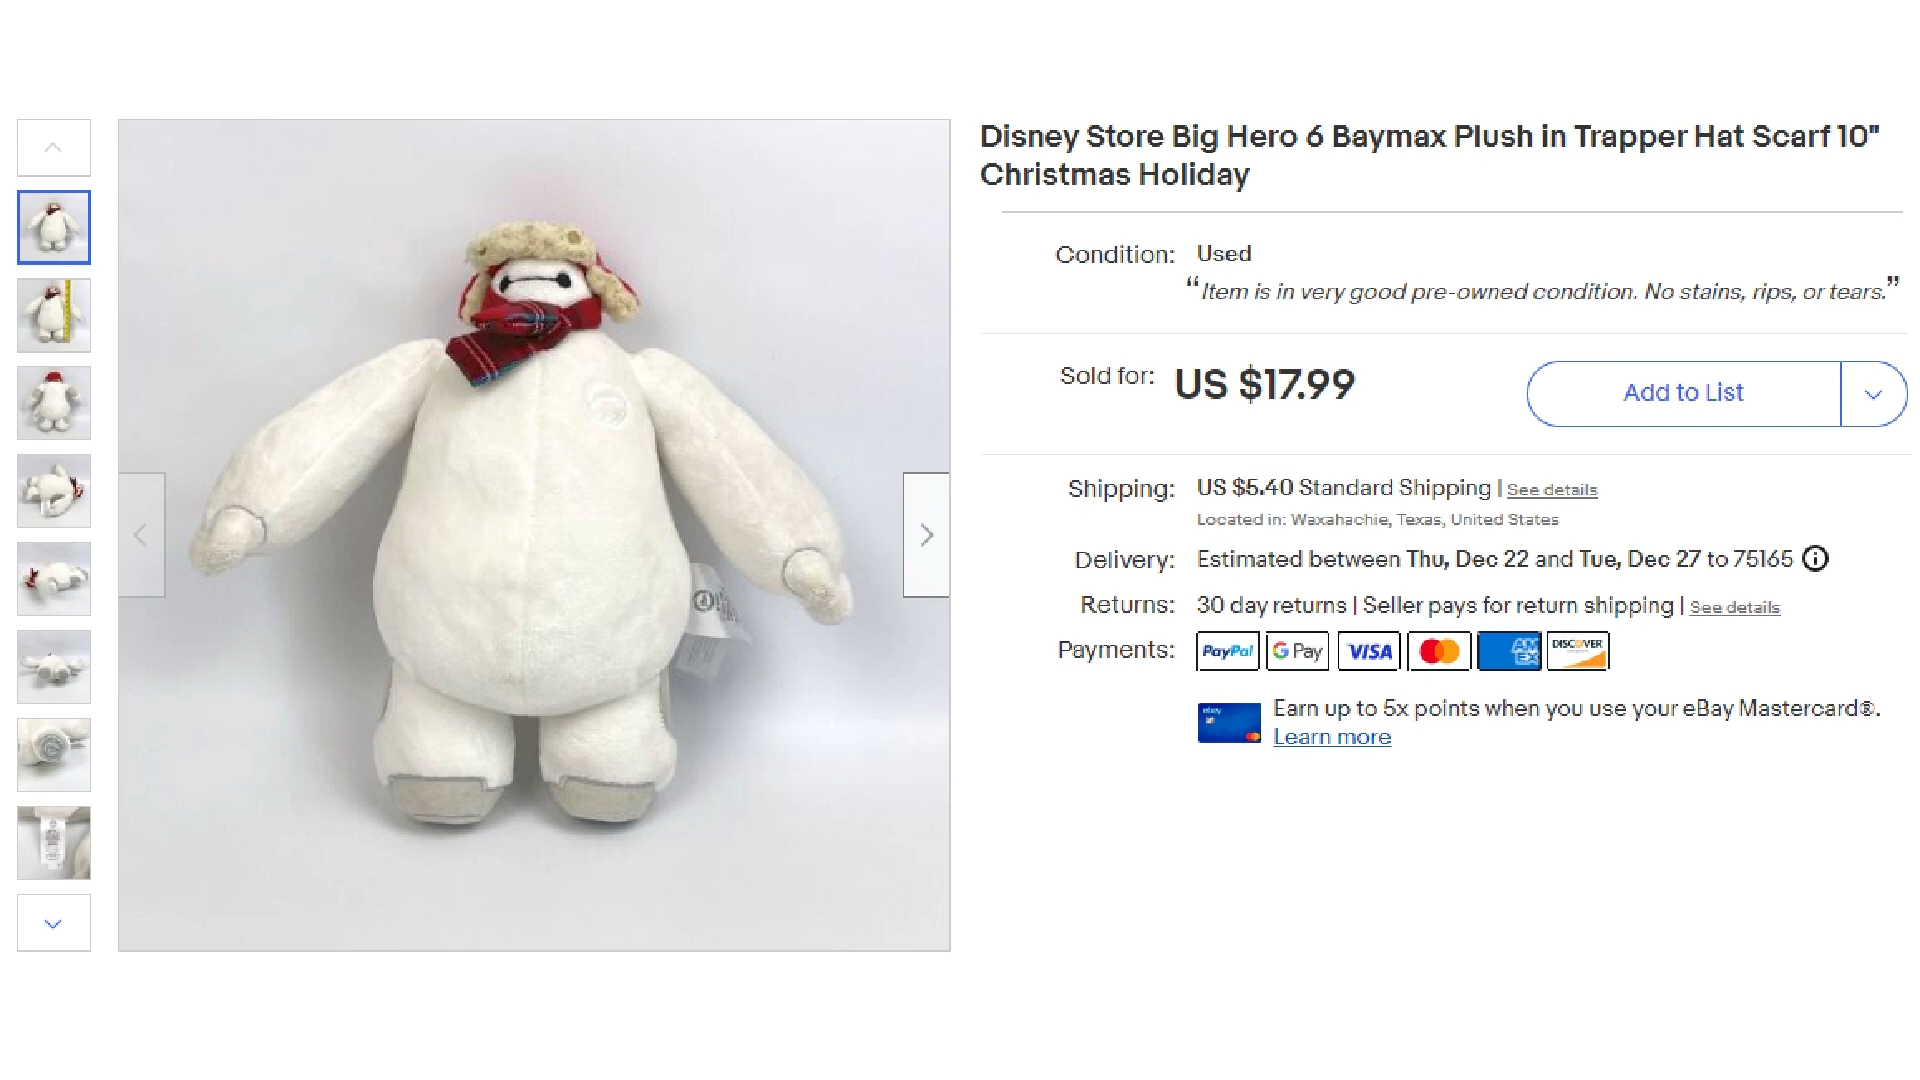 Disney Store Big Hero 6 Baymax Plush in Trapper Hat Scarf 10"
Christmas Holiday
Condition: Used
“Item is in very good pre-owned condition. No stains, rips, or tears.”
Sold for: US $17.99
Add to List
Shipping: US $5.40 Standard Shipping | See details
Located in: Waxahachie, Texas, United States
Delivery: Estimated between Thu, Dec 22 and Tue, Dec 27 to 75165
Returns: 30 day returns | Seller pays for return shipping | See details
Payments: PayPal G Pay VISA AM EX DISCOVER
ebay
Earn up to 5x points when you use your eBay Mastercard®.
Learn more